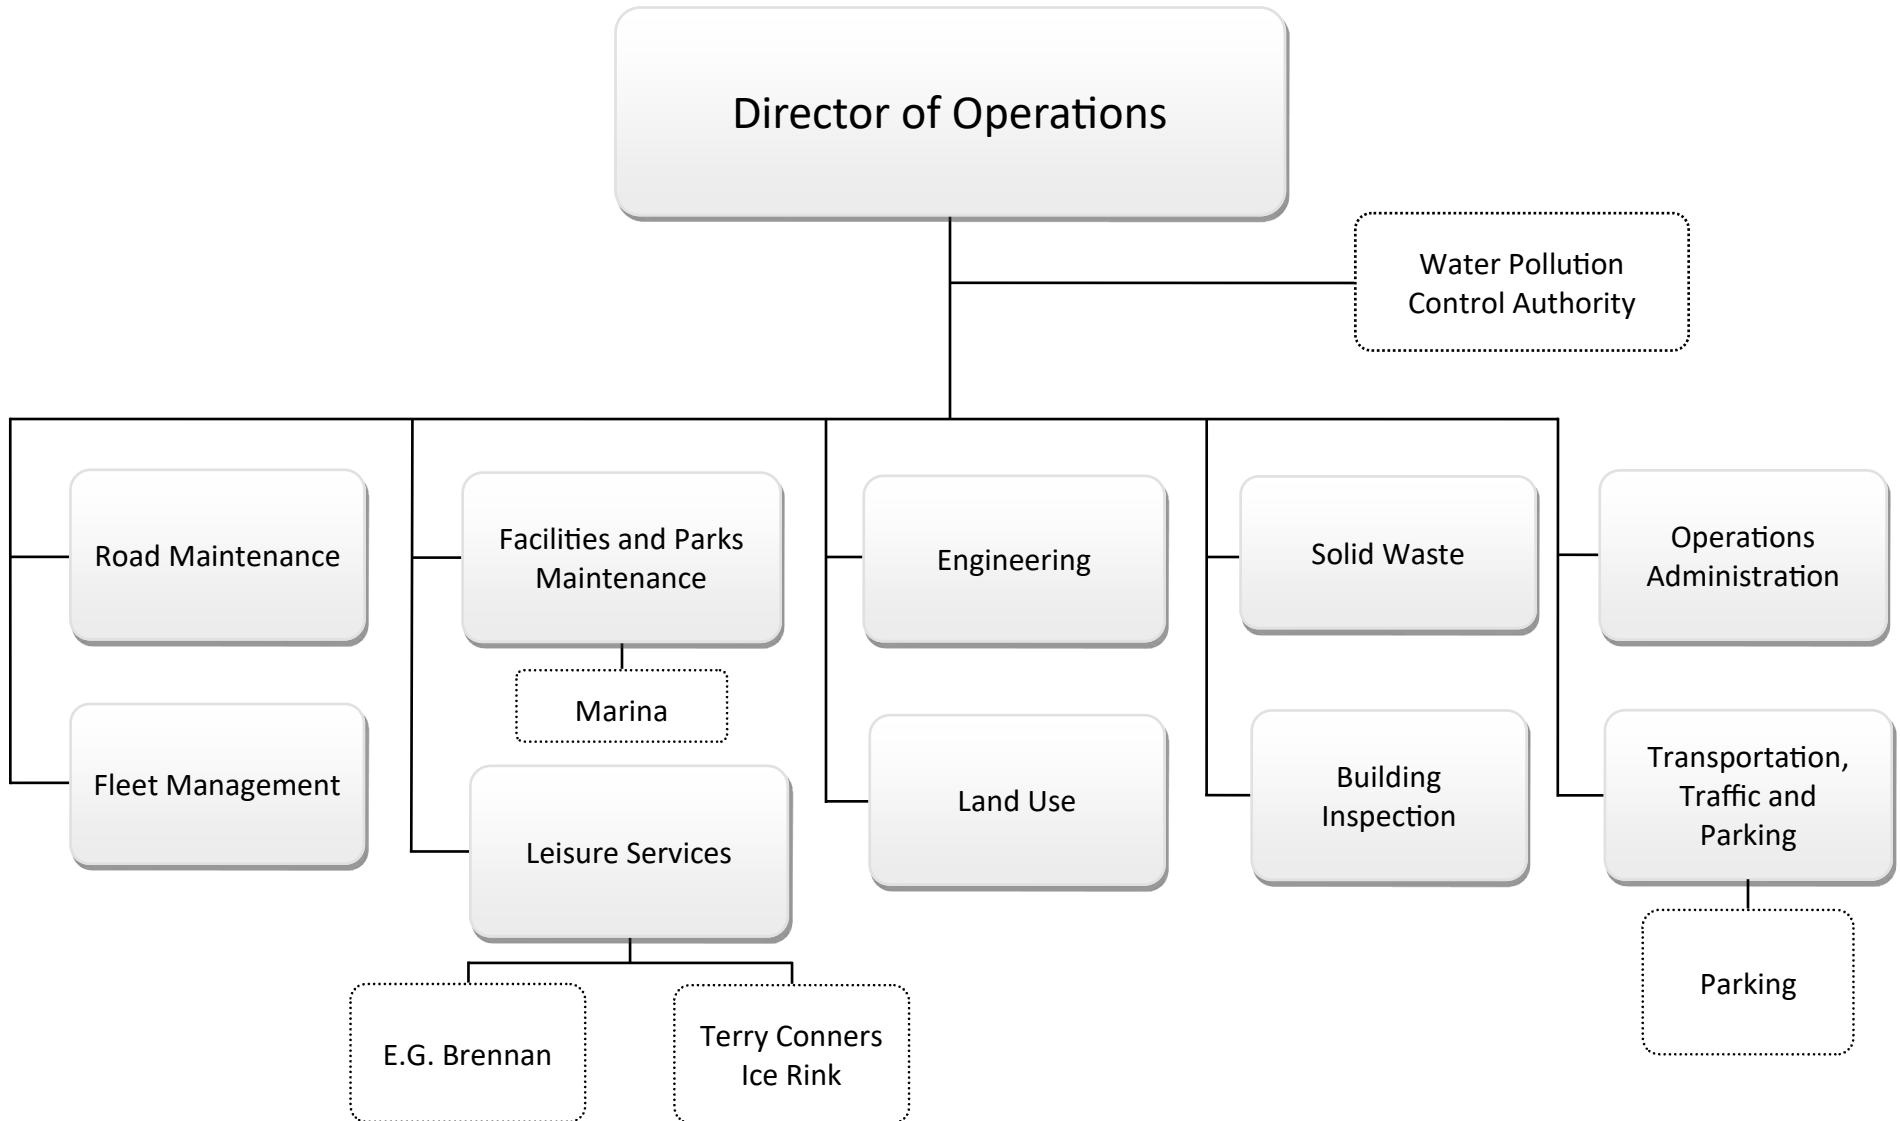 Director of Operations
Water Pollution
Control Authority
Road Maintenance
Facilities and Parks
Maintenance
Engineering
Solid Waste
Operations
Administration
Marina
Fleet Management
Leisure Services
Land Use
Building
Inspection
Transportation,
Traffic and
Parking
E.G. Brennan
Terry Conners
Ice Rink
Parking